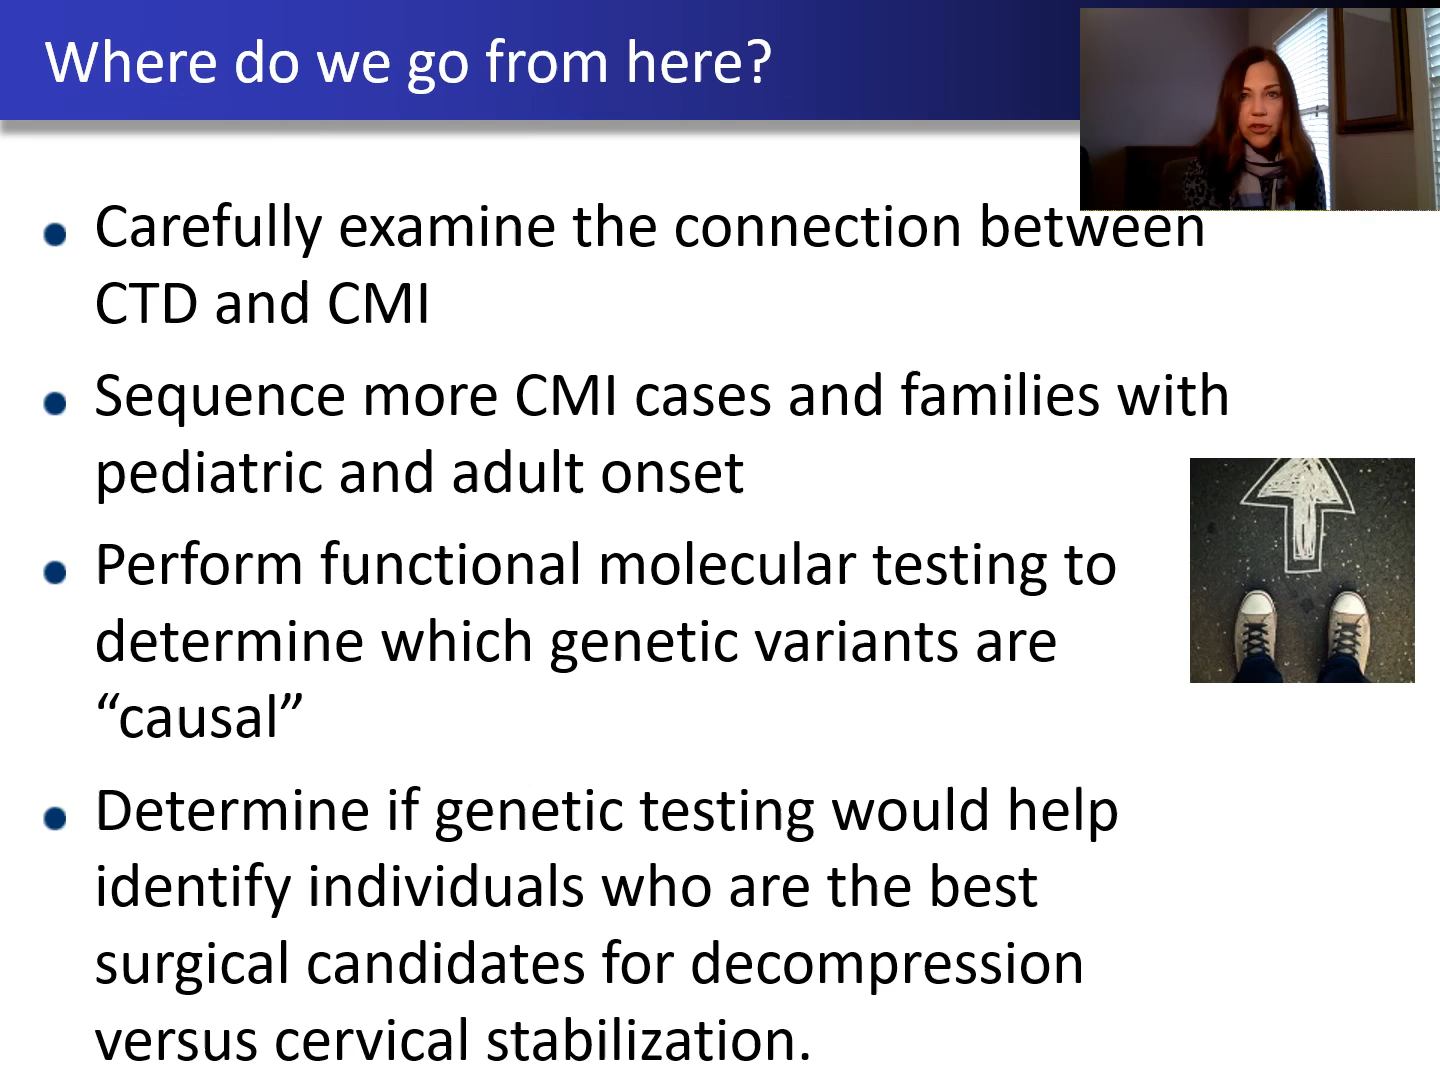 Where do we go from here?
Carefully examine the connection between
CTD and CMI
Sequence more CMI cases and families with
pediatric and adult onset
Perform functional molecular testing to
determine which genetic variants are
“causal”
Determine if genetic testing would help
identify individuals who are the best
surgical candidates for decompression
versus cervical stabilization.